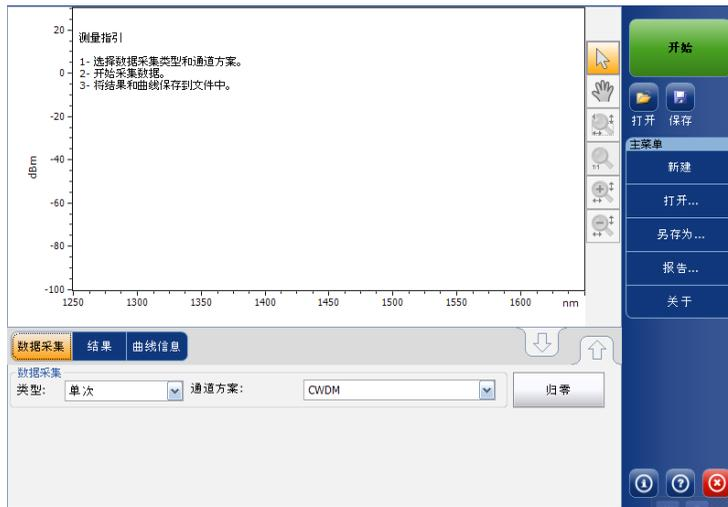 20
测量指引
1- 选择数据采集类型和通道方案。
2- 开始采集数据。
3- 将结果和曲线保存到文件中。
0
-20
-40
dBm
-60
-80
-100
1250 1300 1350 1400 1450 1500 1550 1600 nm
1:1
开始
打开 保存
主菜单
新建
打开...
另存为...
报告...
关于
数据采集 结果 曲线信息
数据采集
类型: 单次 通道方案: CWDM 归零